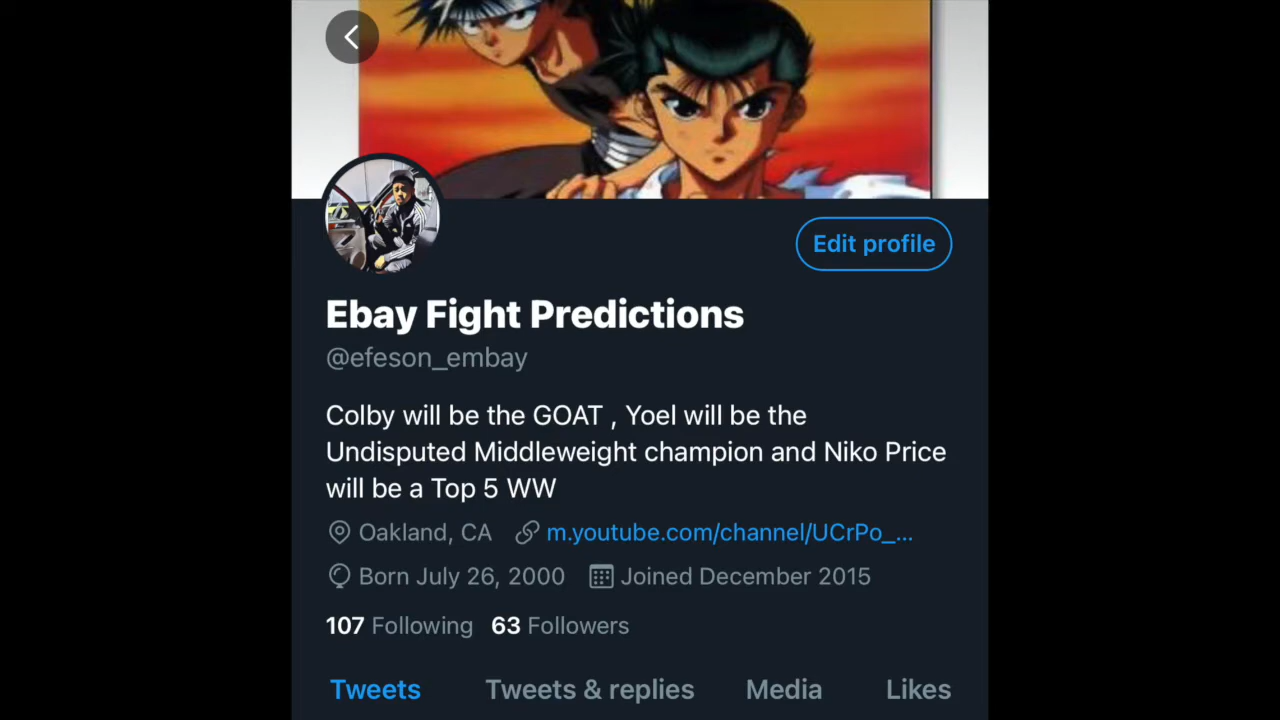 Edit profile
Ebay Fight Predictions
@efeson_embay
Colby will be the GOAT , Yoel will be the
Undisputed Middleweight champion and Niko Price
will be a Top 5 WW
Oakland, CA m.youtube.com/channel/UCrPo_...
Born July 26, 2000 Joined December 2015
107 Following 63 Followers
Tweets Tweets & replies Media Likes